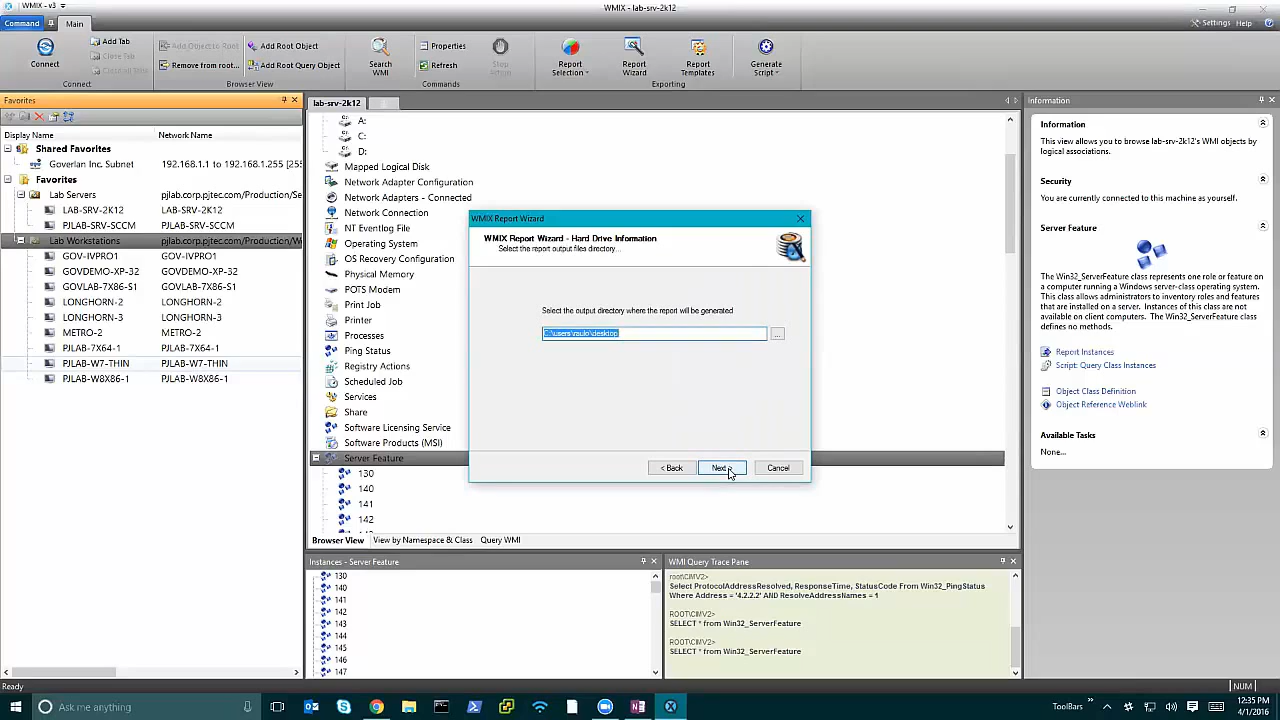 WMIX - v3
WMIX - lab-srv-2k12
Command
Main
Settings
Help
Connect
Add Tab
Close Tab
Add Object to Root
Remove from root...
Add Root Object
Add Root Query Object
Search WMI
Properties
Refresh
Report Selection
Report Wizard
Report Templates
Generate Script
Connect
Browser View
Commands
Exporting
Favorites
Display Name
Network Name
Shared Favorites
Goverlan Inc. Subnet
192.168.1.1 to 192.168.1.255 [255
Favorites
Lab Servers
pjlab.corp.pjtec.com/Production/Se
LAB-SRV-2K12
LAB-SRV-2K12
PJLAB-SRV-SCCM
PJLAB-SRV-SCCM
Lab Workstations
pjlab.corp.pjtec.com/Production/W
GOV-IVPRO1
GOV-IVPRO1
GOVDEMO-XP-32
GOVDEMO-XP-32
GOVLAB-7X86-S1
GOVLAB-7X86-S1
LONGHORN-2
LONGHORN-2
LONGHORN-3
LONGHORN-3
METRO-2
METRO-2
PJLAB-7X64-1
PJLAB-7X64-1
PJLAB-W7-THIN
PJLAB-W7-THIN
PJLAB-W8X86-1
PJLAB-W8X86-1
lab-srv-2k12
A:
C:
D:
Mapped Logical Disk
Network Adapter Configuration
Network Adapters - Connected
Network Connection
NT Eventlog File
Operating System
OS Recovery Configuration
Physical Memory
POTS Modem
Print Job
Printer
Processes
Ping Status
Registry Actions
Scheduled Job
Services
Share
Software Licensing Service
Software Products (MSI)
Server Feature
130
140
141
142
Browser View
View by Namespace & Class
Query WMI
WMIX Report Wizard
WMIX Report Wizard - Hard Drive Information
Select the report output files directory...
Select the output directory where the report will be generated
C:\users\raulo\desktop
...
< Back
Next >
Cancel
Instances - Server Feature
130
140
141
142
143
144
145
146
147
WMI Query Trace Pane
root\CIMV2>
Select ProtocolAddressResolved, ResponseTime, StatusCode From Win32_PingStatus
Where Address = '4.2.2.2' AND ResolveAddressNames = 1
ROOT\CIMV2>
SELECT * from Win32_ServerFeature
ROOT\CIMV2>
SELECT * from Win32_ServerFeature
Information
Information
This view allows you to browse lab-srv-2k12's WMI objects by
logical associations.
Security
You are currently connected to this machine as yourself.
Server Feature
The Win32_ServerFeature class represents one role or feature on
a computer running a Windows server-class operating system.
This class allows administrators to inventory roles and features
that are installed on a server. Instances of this class are not
available on client versions of Windows. The Win32_ServerFeature class
defines no methods.
Report Instances
Script: Query Class Instances
Object Class Definition
Object Reference Weblink
Available Tasks
None...
Ready
NUM
Ask me anything
ToolBars
12:35 PM
4/1/2016